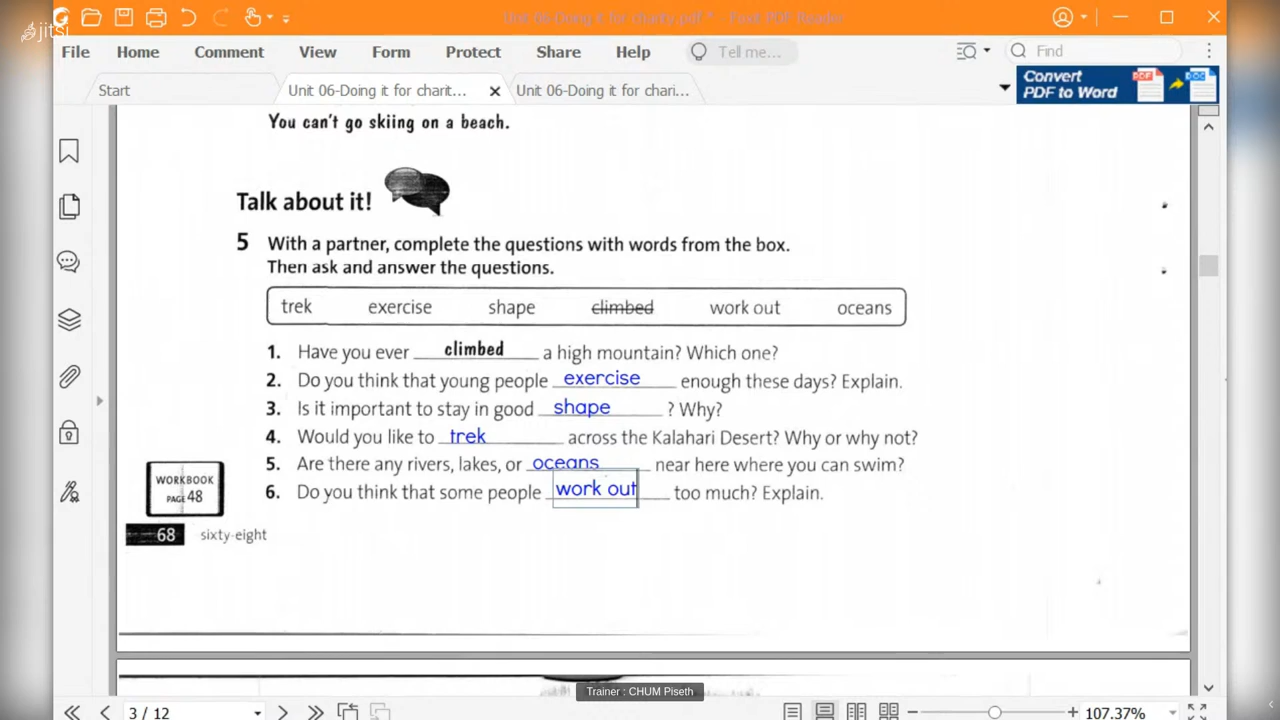 jitsi
Unit 06-Doing it for charity.pdf * - Foxit PDF Reader
File Home Comment View Form Protect Share Help Tell me... Find
Start Unit 06-Doing it for charit... Unit 06-Doing it for chari...
Convert
PDF to Word
PDF DOC
You can't go skiing on a beach.
Talk about it!
5 With a partner, complete the questions with words from the box.
Then ask and answer the questions.
trek exercise shape climbed work out oceans
1. Have you ever climbed a high mountain? Which one?
2. Do you think that young people exercise enough these days? Explain.
3. Is it important to stay in good shape ? Why?
4. Would you like to trek across the Kalahari Desert? Why or why not?
5. Are there any rivers, lakes, or oceans near here where you can swim?
6. Do you think that some people work out too much? Explain.
WORKBOOK
PAGE 48
68 sixty-eight
Trainer : CHUM Piseth
3 / 12 107.37%